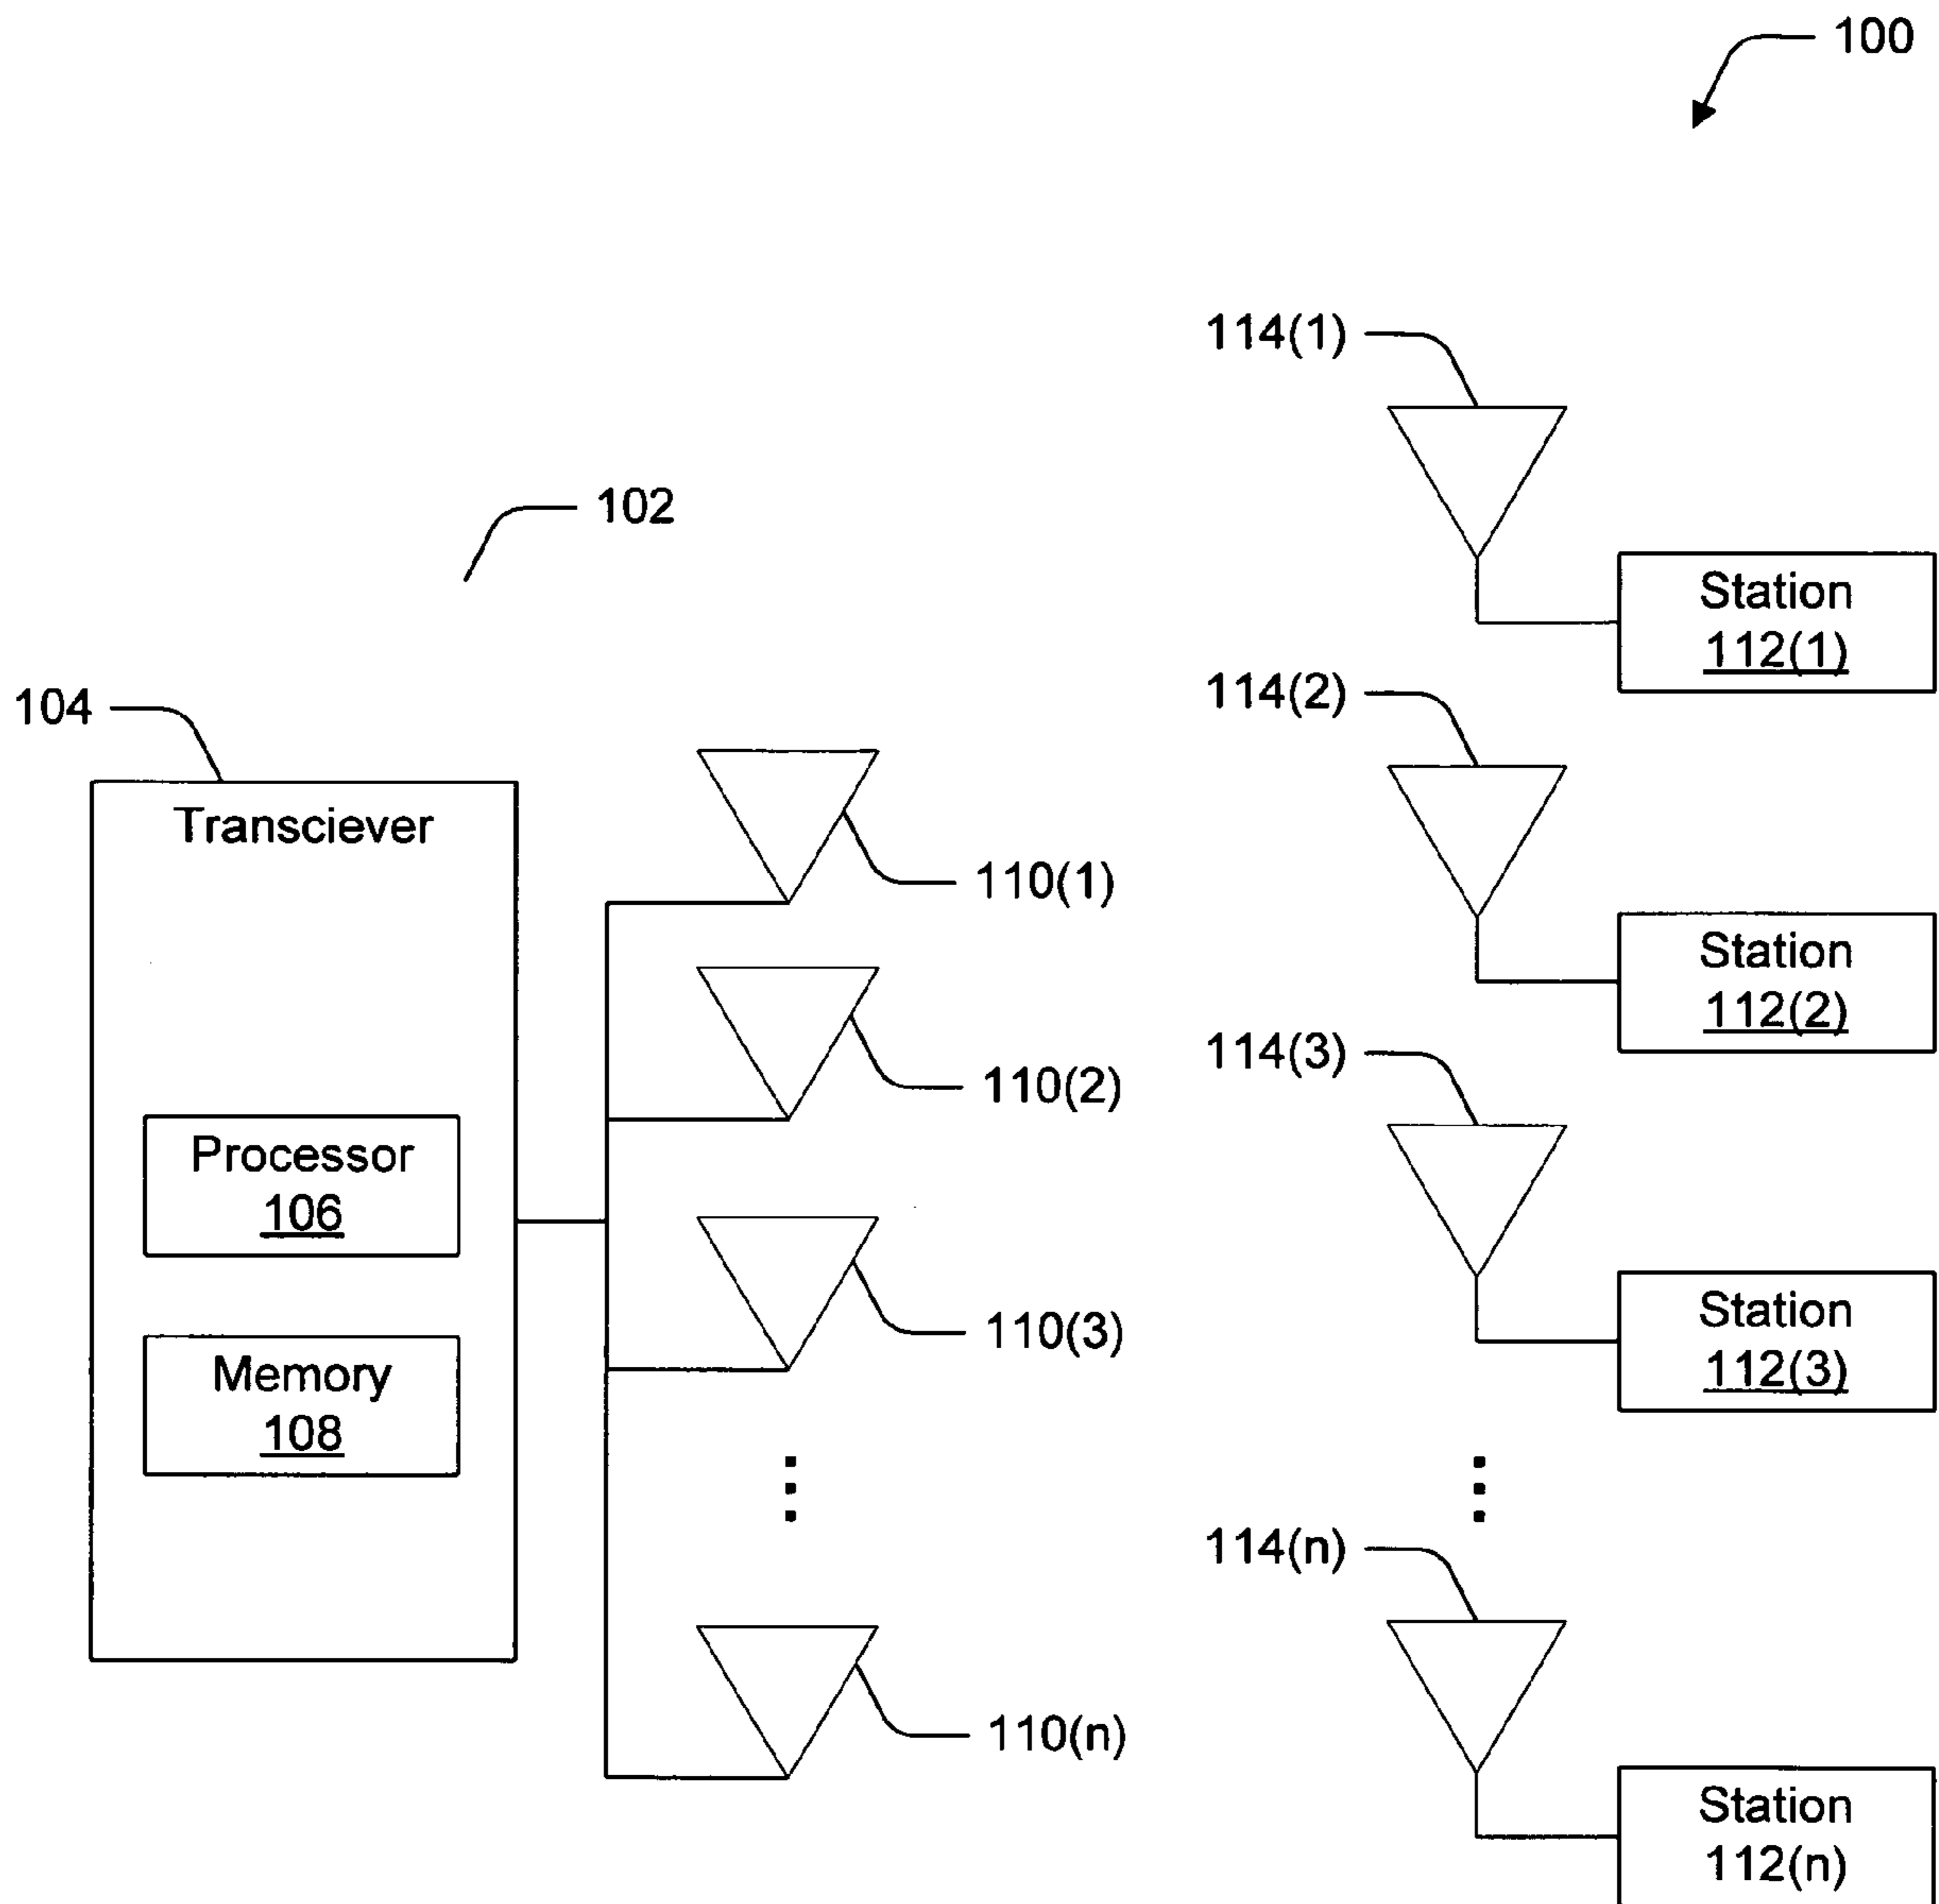 100
114(1)
102
Station
112(1)
114(2)
104
Transciever
110(1)
Station
112(2)
114(3)
110(2)
Processor
106
Station
112(3)
110(3)
Memory
108
114(n)
110(n)
Station
112(n)